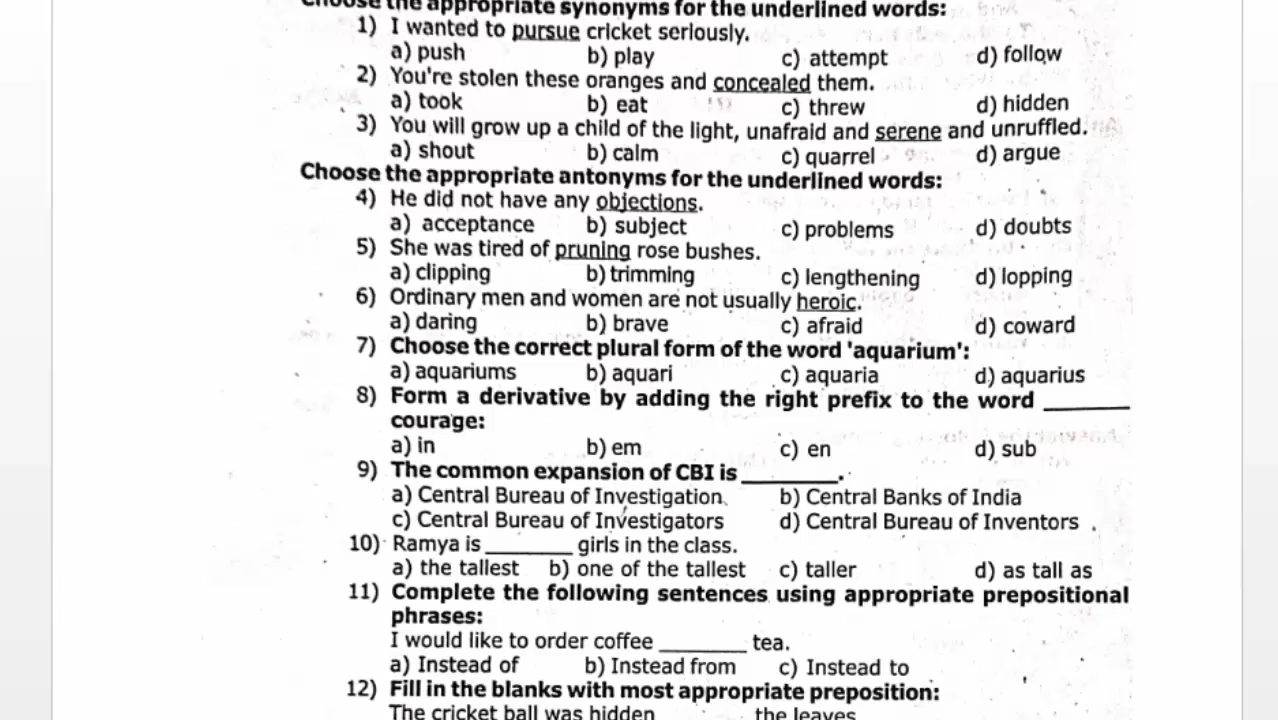 Choose the appropriate synonyms for the underlined words:
1) I wanted to pursue cricket seriously.
a) push b) play c) attempt d) follow
2) You're stolen these oranges and concealed them.
a) took b) eat c) threw d) hidden
3) You will grow up a child of the light, unafraid and serene and unruffled.
a) shout b) calm c) quarrel d) argue
Choose the appropriate antonyms for the underlined words:
4) He did not have any objections.
a) acceptance b) subject c) problems d) doubts
5) She was tired of pruning rose bushes.
a) clipping b) trimming c) lengthening d) lopping
6) Ordinary men and women are not usually heroic.
a) daring b) brave c) afraid d) coward
7) Choose the correct plural form of the word 'aquarium':
a) aquariums b) aquari c) aquaria d) aquarius
8) Form a derivative by adding the right prefix to the word _______
courage:
a) in b) em c) en d) sub
9) The common expansion of CBI is ________.
a) Central Bureau of Investigation b) Central Banks of India
c) Central Bureau of Investigators d) Central Bureau of Inventors .
10) Ramya is _______ girls in the class.
a) the tallest b) one of the tallest c) taller d) as tall as
11) Complete the following sentences using appropriate prepositional
phrases:
I would like to order coffee _______ tea.
a) Instead of b) Instead from c) Instead to
12) Fill in the blanks with most appropriate preposition:
The cricket ball was hidden _______ the leaves